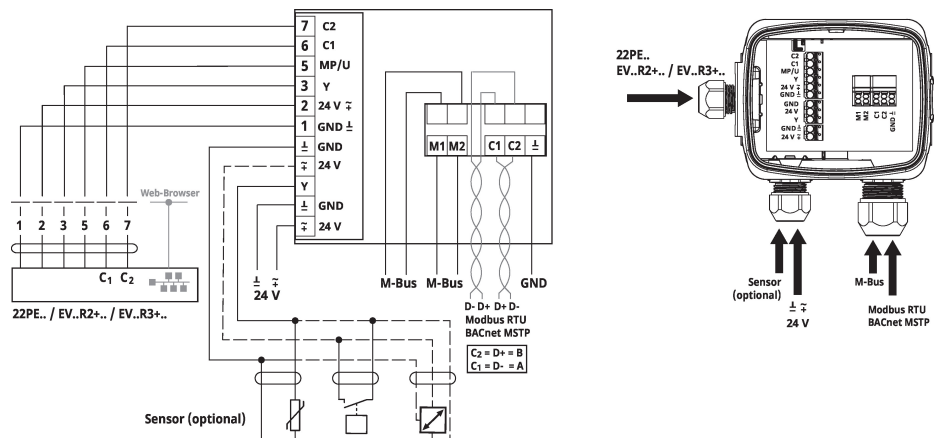 7 C2
6 C1
5 MP/U
3 Y
2 24 V
1 GND
GND
24 V
Y
GND
24 V
Web-Browser
1 2 3 5 6 7
C1 C2
22PE.. / EV..R2+.. / EV..R3+..
24 V
M1 M2 C1 C2
M-Bus M-Bus GND
D- D+ D+ D-
Modbus RTU
BACnet MSTP
C2 = D+ = B
C1 = D- = A
Sensor (optional)
22PE..
EV..R2+.. / EV..R3+..
C2
C1
MP/U
Y
24 V
GND
GND
24 V
Y
GND
24 V
M1 M2 C1 C2 GND
Sensor
(optional)
24 V
M-Bus
Modbus RTU
BACnet MSTP